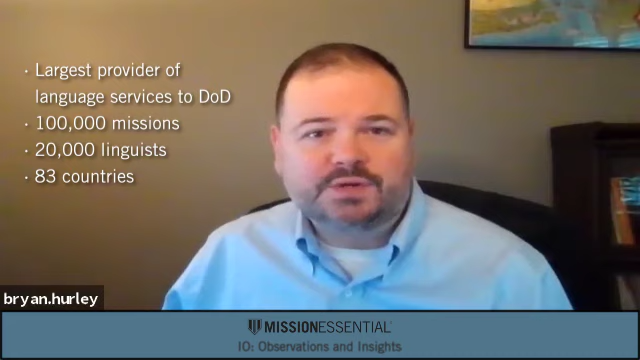 · Largest provider of
language services to DoD
· 100,000 missions
· 20,000 linguists
· 83 countries
bryan.hurley
MISSIONESSENTIAL
IO: Observations and Insights